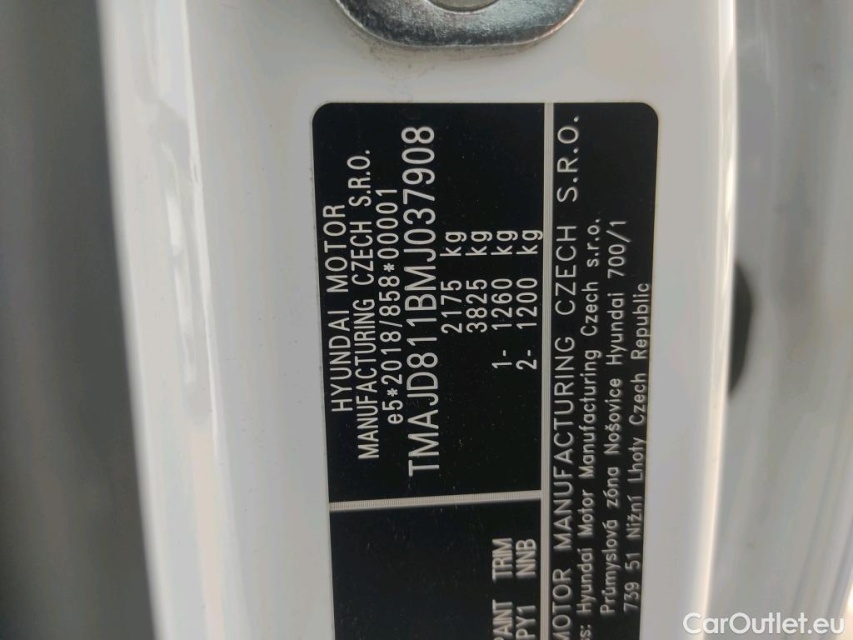 HYUNDAI MOTOR
MANUFACTURING CZECH S.R.O.
e5*2018/858*00001
TMAJD811BMJ037908
2175 kg
3825 kg
1- 1260 kg
2- 1200 kg
PAINT TRIM
PY1 NNB
MOTOR MANUFACTURING CZECH S.R.O.
ss: Hyundai Motor Manufacturing Czech s.r.o.
Průmyslová zóna Nošovice Hyundai 700/1
739 51 Nižní Lhoty Czech Republic
CarOutlet.eu